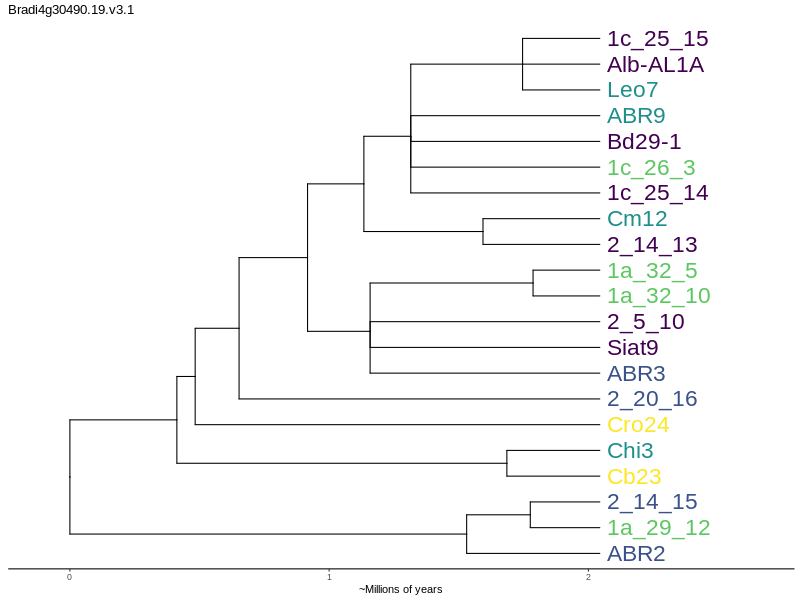 Bradi4g30490.19.v3.1
1c_25_15
Alb-AL1A
Leo7
ABR9
Bd29-1
1c_26_3
1c_25_14
Cm12
2_14_13
1a_32_5
1a_32_10
2_5_10
Siat9
ABR3
2_20_16
Cro24
Chi3
Cb23
2_14_15
1a_29_12
ABR2
0 1 2
~Millions of years